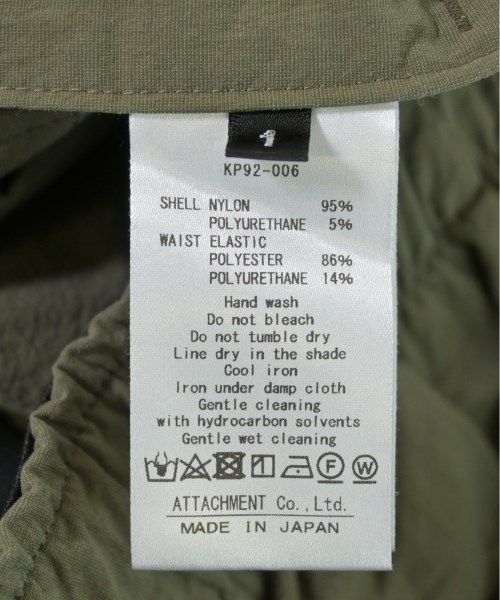 1
KP92-006
SHELL NYLON 95%
POLYURETHANE 5%
WAIST ELASTIC
POLYESTER 86%
POLYURETHANE 14%
Hand wash
Do not bleach
Do not tumble dry
Line dry in the shade
Cool iron
Iron under damp cloth
Gentle cleaning
with hydrocarbon solvents
Gentle wet cleaning
F W
ATTACHMENT Co., Ltd.
MADE IN JAPAN